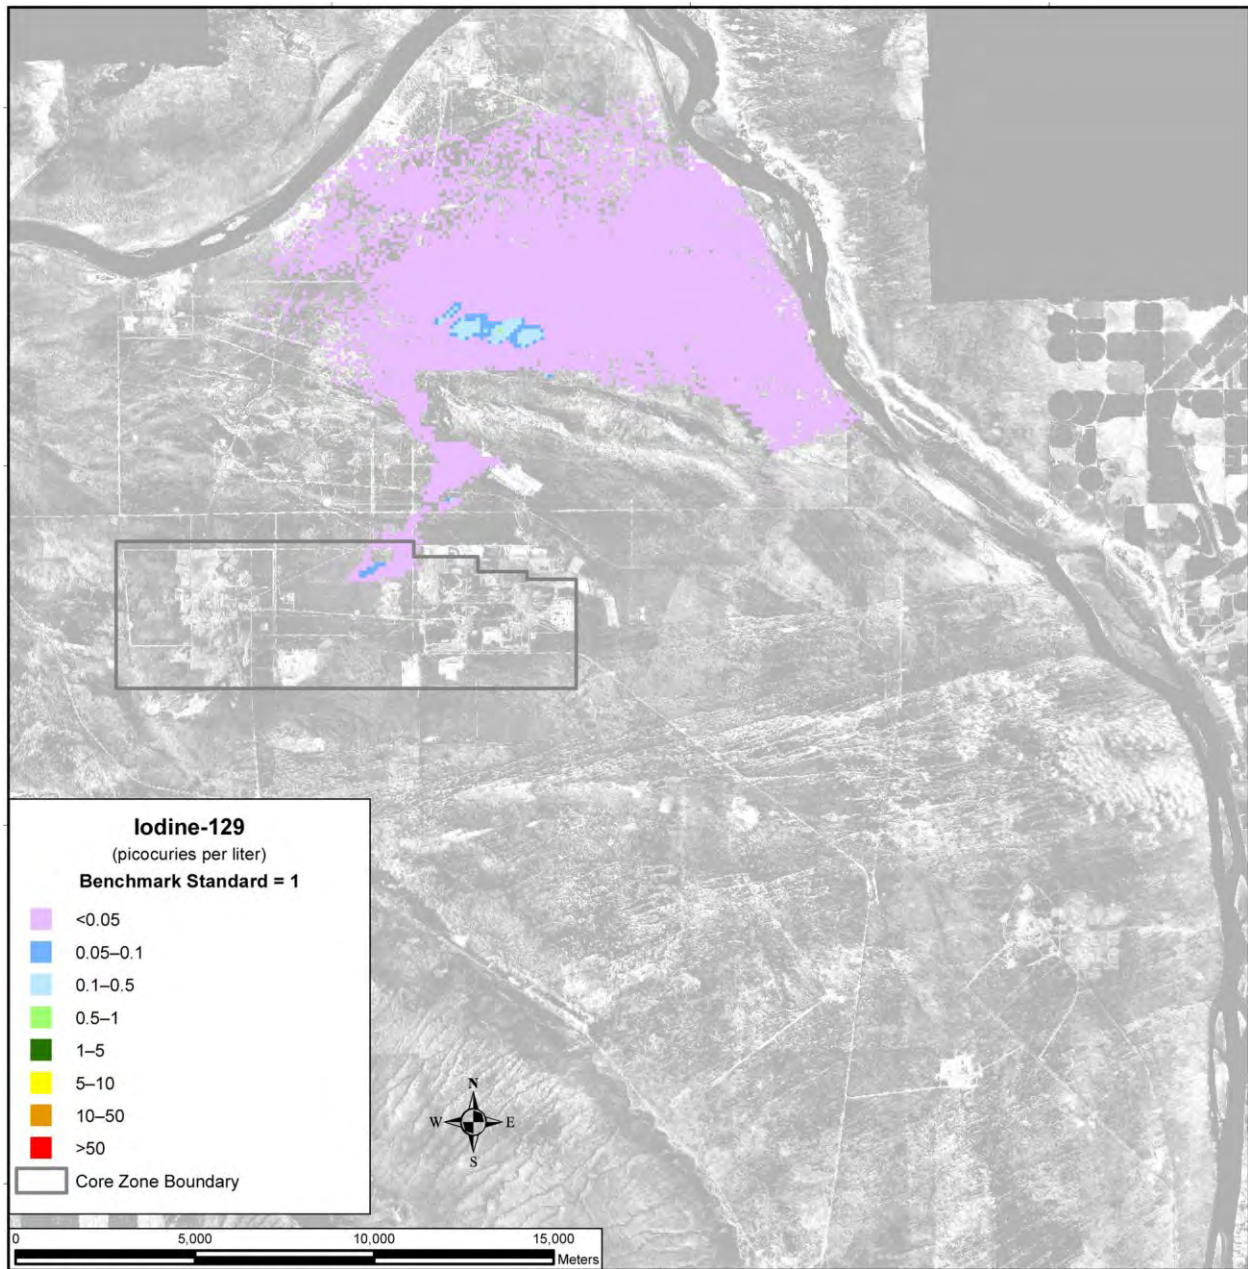 N
W E
S
Iodine-129
(picocuries per liter)
Benchmark Standard = 1
<0.05
0.05–0.1
0.1–0.5
0.5–1
1–5
5–10
10–50
>50
Core Zone Boundary
0 5,000 10,000 15,000
Meters